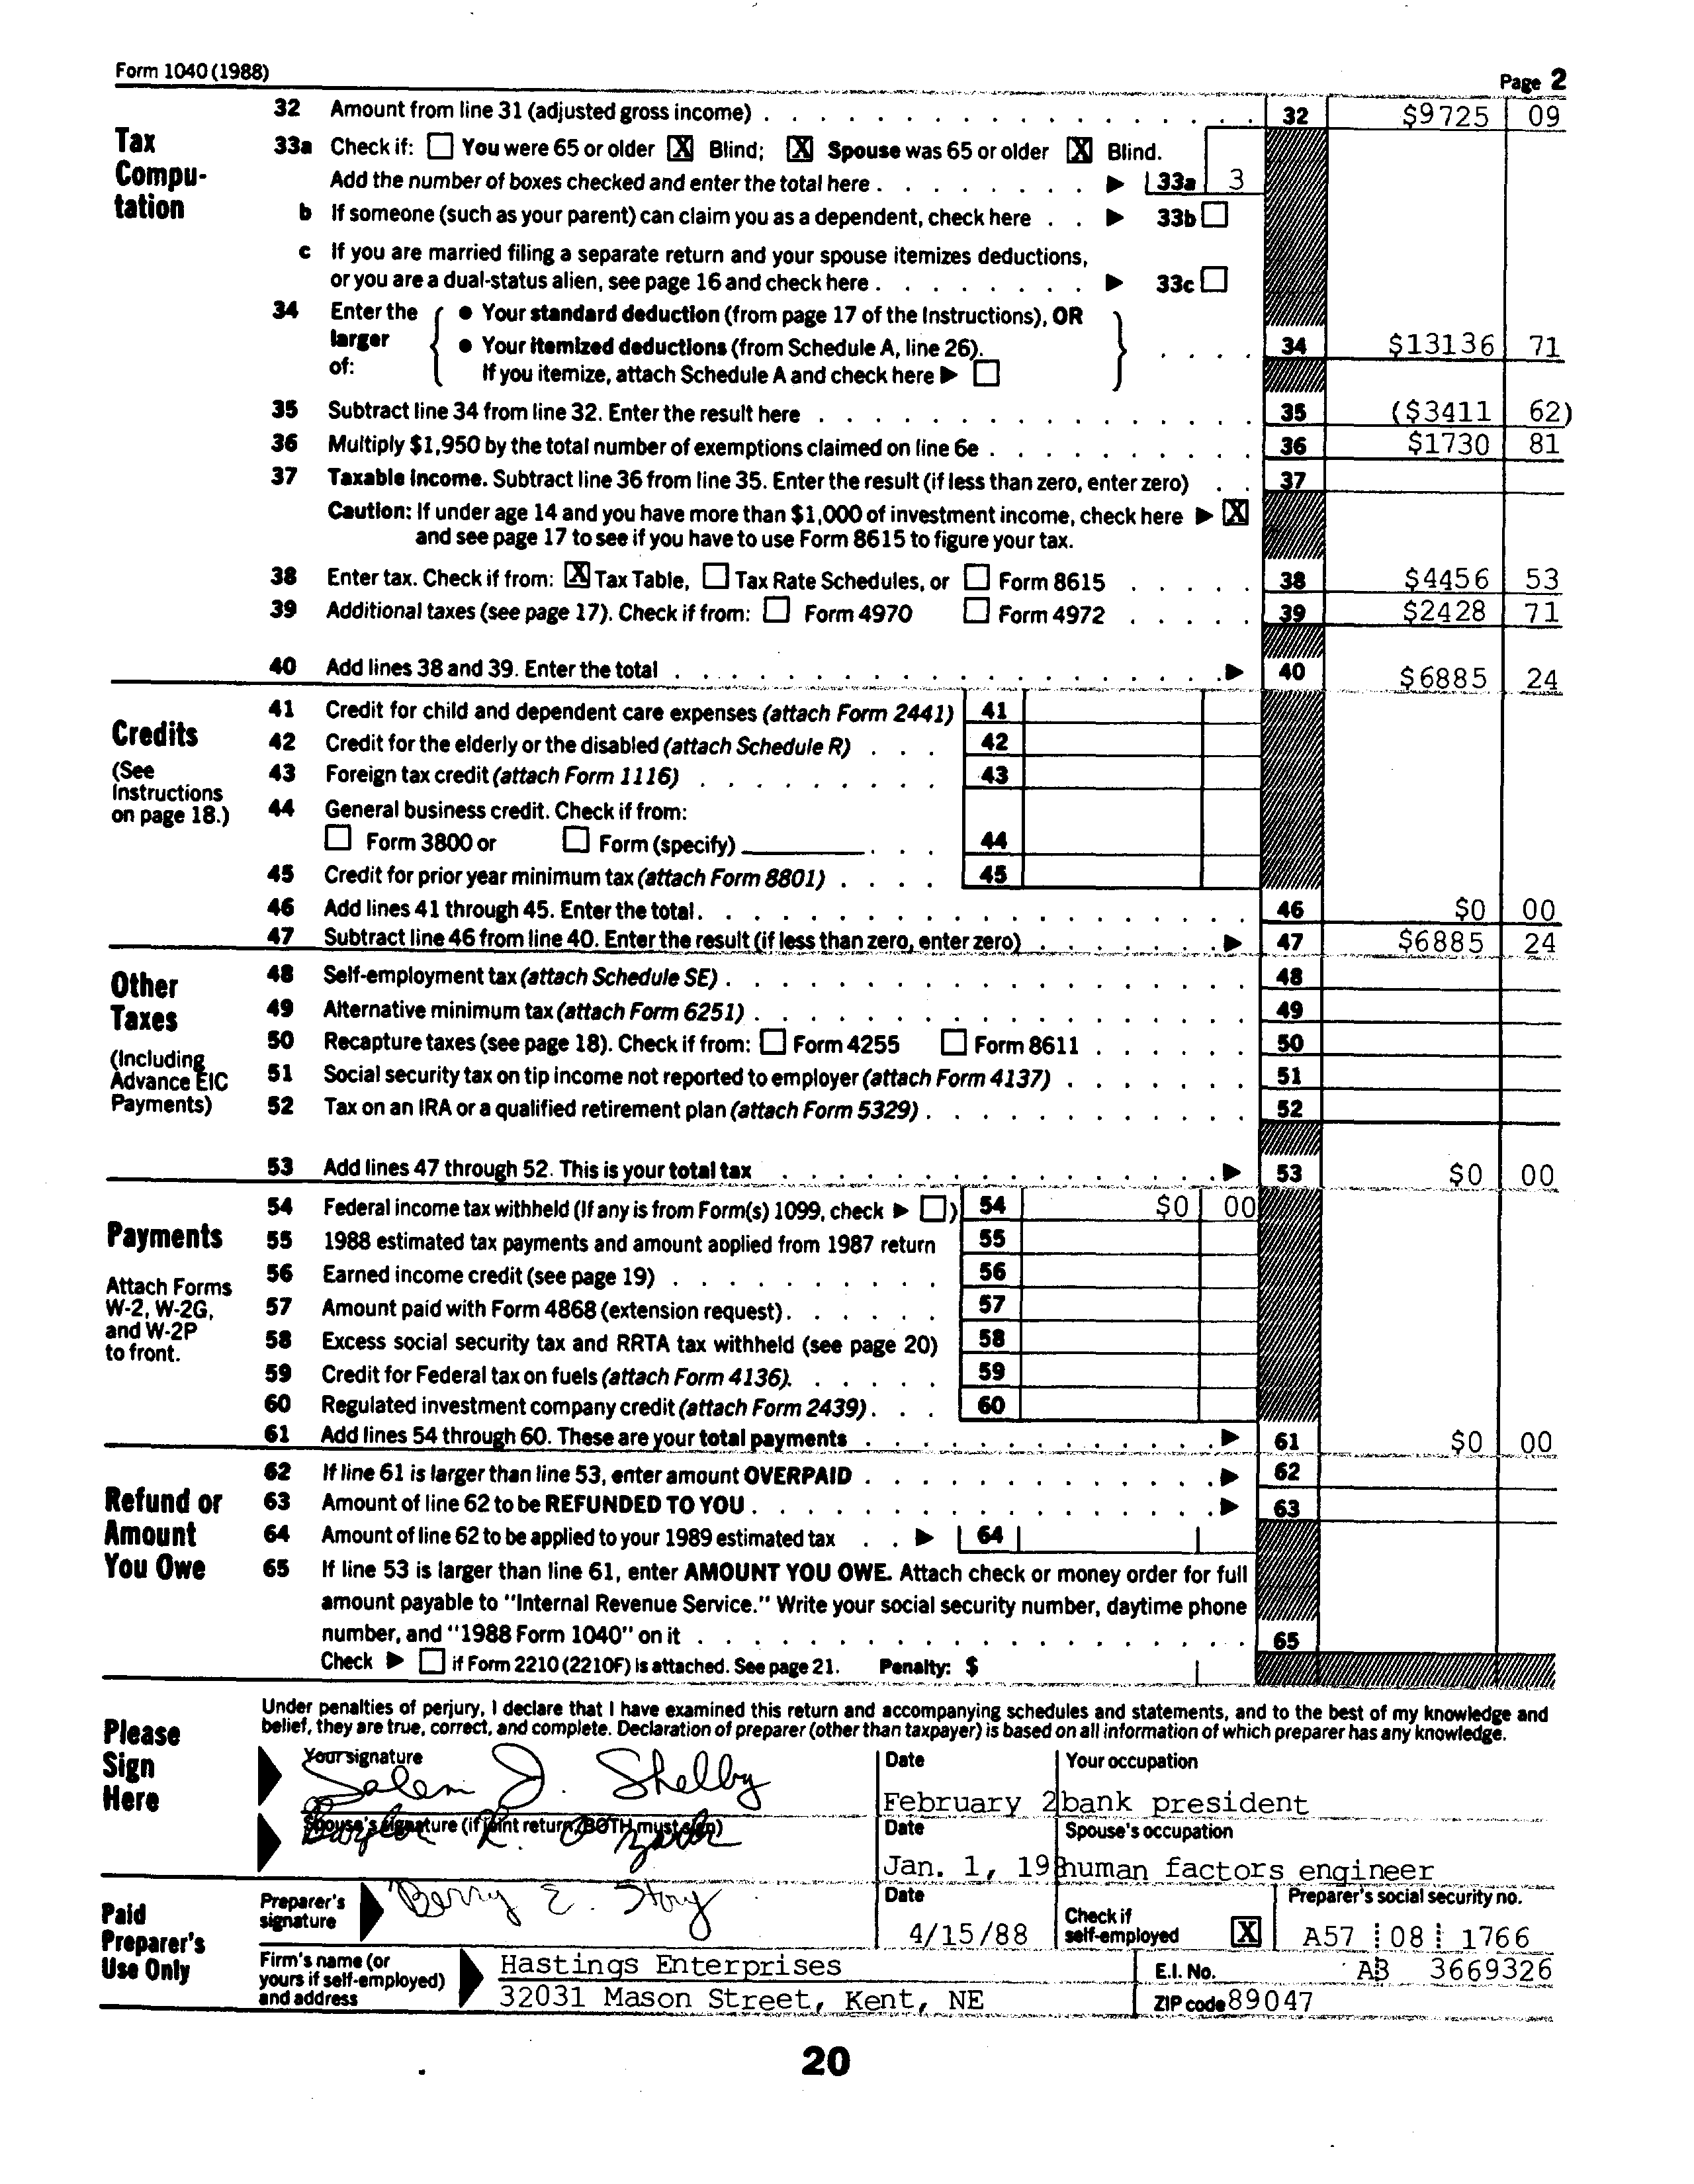 Form 1040 (1988)
Page 2
Tax Compu-tation
32 Amount from line 31 (adjusted gross income) 32 $9725 09
33a Check if: You were 65 or older X Blind; X Spouse was 65 or older X Blind.
Add the number of boxes checked and enter the total here 33a 3
b If someone (such as your parent) can claim you as a dependent, check here 33b
c If you are married filing a separate return and your spouse itemizes deductions,
or you are a dual-status alien, see page 16 and check here 33c
34 Enter the larger of: • Your standard deduction (from page 17 of the Instructions), OR
• Your itemized deductions (from Schedule A, line 26). 34 $13136 71
If you itemize, attach Schedule A and check here
35 Subtract line 34 from line 32. Enter the result here 35 ($3411 62)
36 Multiply $1,950 by the total number of exemptions claimed on line 6e 36 $1730 81
37 Taxable income. Subtract line 36 from line 35. Enter the result (if less than zero, enter zero) 37
Caution: If under age 14 and you have more than $1,000 of investment income, check here X
and see page 17 to see if you have to use Form 8615 to figure your tax.
38 Enter tax. Check if from: X Tax Table, Tax Rate Schedules, or Form 8615 38 $4456 53
39 Additional taxes (see page 17). Check if from: Form 4970 Form 4972 39 $2428 71
40 Add lines 38 and 39. Enter the total 40 $6885 24
Credits
(See Instructions on page 18.)
41 Credit for child and dependent care expenses (attach Form 2441) 41
42 Credit for the elderly or the disabled (attach Schedule R) 42
43 Foreign tax credit (attach Form 1116) 43
44 General business credit. Check if from:
Form 3800 or Form (specify) 44
45 Credit for prior year minimum tax (attach Form 8801) 45
46 Add lines 41 through 45. Enter the total. 46 $0 00
47 Subtract line 46 from line 40. Enter the result (if less than zero, enter zero) 47 $6885 24
Other Taxes
(Including Advance EIC Payments)
48 Self-employment tax (attach Schedule SE) 48
49 Alternative minimum tax (attach Form 6251) 49
50 Recapture taxes (see page 18). Check if from: Form 4255 Form 8611 50
51 Social security tax on tip income not reported to employer (attach Form 4137) 51
52 Tax on an IRA or a qualified retirement plan (attach Form 5329) 52
53 Add lines 47 through 52. This is your total tax 53 $0 00
Payments
Attach Forms W-2, W-2G, and W-2P to front.
54 Federal income tax withheld (If any is from Form(s) 1099, check ) 54 $0 00
55 1988 estimated tax payments and amount applied from 1987 return 55
56 Earned income credit (see page 19) 56
57 Amount paid with Form 4868 (extension request) 57
58 Excess social security tax and RRTA tax withheld (see page 20) 58
59 Credit for Federal tax on fuels (attach Form 4136). 59
60 Regulated investment company credit (attach Form 2439) 60
61 Add lines 54 through 60. These are your total payments 61 $0 00
Refund or Amount You Owe
62 If line 61 is larger than line 53, enter amount OVERPAID 62
63 Amount of line 62 to be REFUNDED TO YOU 63
64 Amount of line 62 to be applied to your 1989 estimated tax 64
65 If line 53 is larger than line 61, enter AMOUNT YOU OWE. Attach check or money order for full
amount payable to "Internal Revenue Service." Write your social security number, daytime phone
number, and "1988 Form 1040" on it 65
Check if Form 2210 (2210F) is attached. See page 21. Penalty: $
Please Sign Here
Under penalties of perjury, I declare that I have examined this return and accompanying schedules and statements, and to the best of my knowledge and
belief, they are true, correct, and complete. Declaration of preparer (other than taxpayer) is based on all information of which preparer has any knowledge.
Your signature Date Your occupation
Salem J. Shelby February 2 bank president
Spouse's signature (if joint return, BOTH must sign) Date Spouse's occupation
R. Jan. 1, 19 human factors engineer
Paid Preparer's Use Only
Preparer's signature Date Check if self-employed X Preparer's social security no.
Berry E. Story 4/15/88 A57 08 1766
Firm's name (or yours if self-employed) and address Hastings Enterprises E.I. No. AB 3669326
32031 Mason Street, Kent, NE ZIP code 89047
20